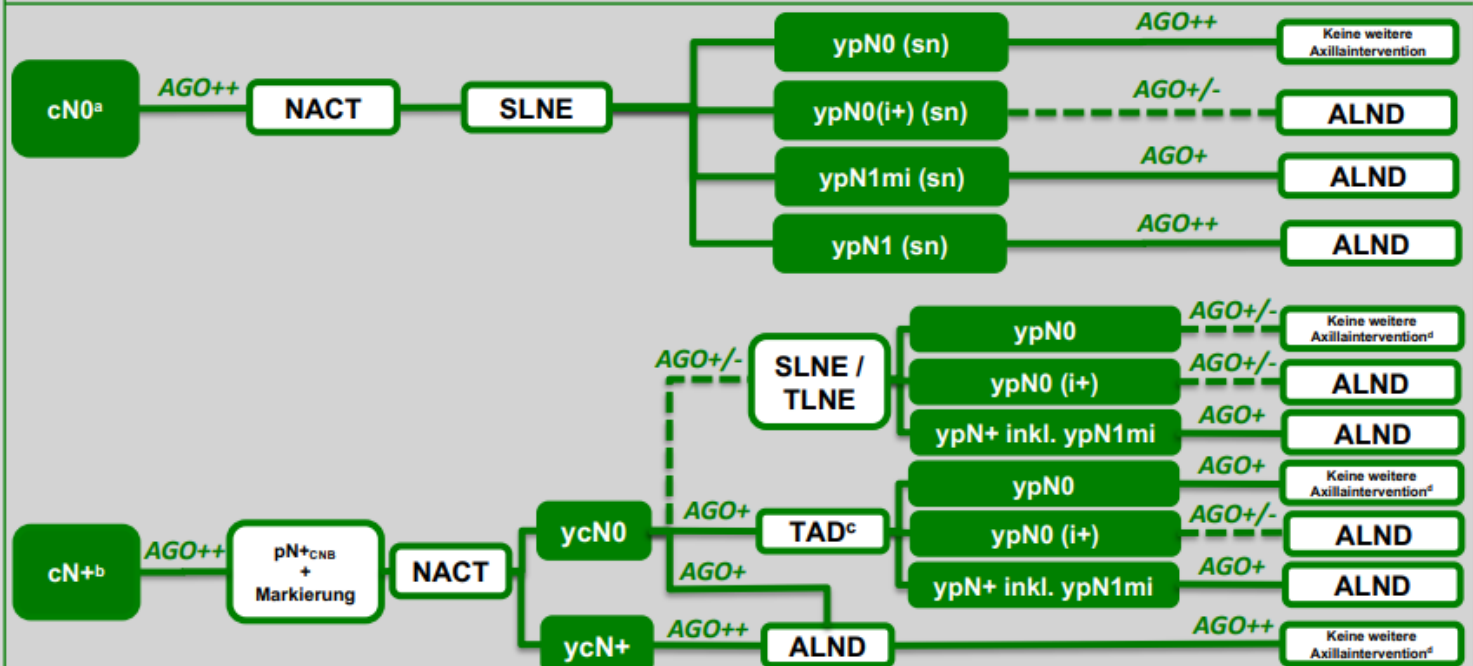 AGO++
ypN0 (sn)
Keine weitere
Axillaintervention
cN0ᵃ
AGO++
NACT
SLNE
AGO+/-
ypN0(i+) (sn)
ALND
AGO+
ypN1mi (sn)
ALND
AGO++
ypN1 (sn)
ALND
AGO+/-
SLNE /
TLNE
ypN0
AGO+/-
Keine weitere
Axillainterventionᵈ
ypN0 (i+)
AGO+/-
ALND
ypN+ inkl. ypN1mi
AGO+
ALND
cN+ᵇ
AGO++
pN+CNB
+
Markierung
NACT
ycN0
AGO+
TADᶜ
ypN0
AGO+
Keine weitere
Axillainterventionᵈ
ypN0 (i+)
AGO+/-
ALND
ypN+ inkl. ypN1mi
AGO+
ALND
AGO+
ycN+
AGO++
ALND
AGO++
Keine weitere
Axillainterventionᵈ